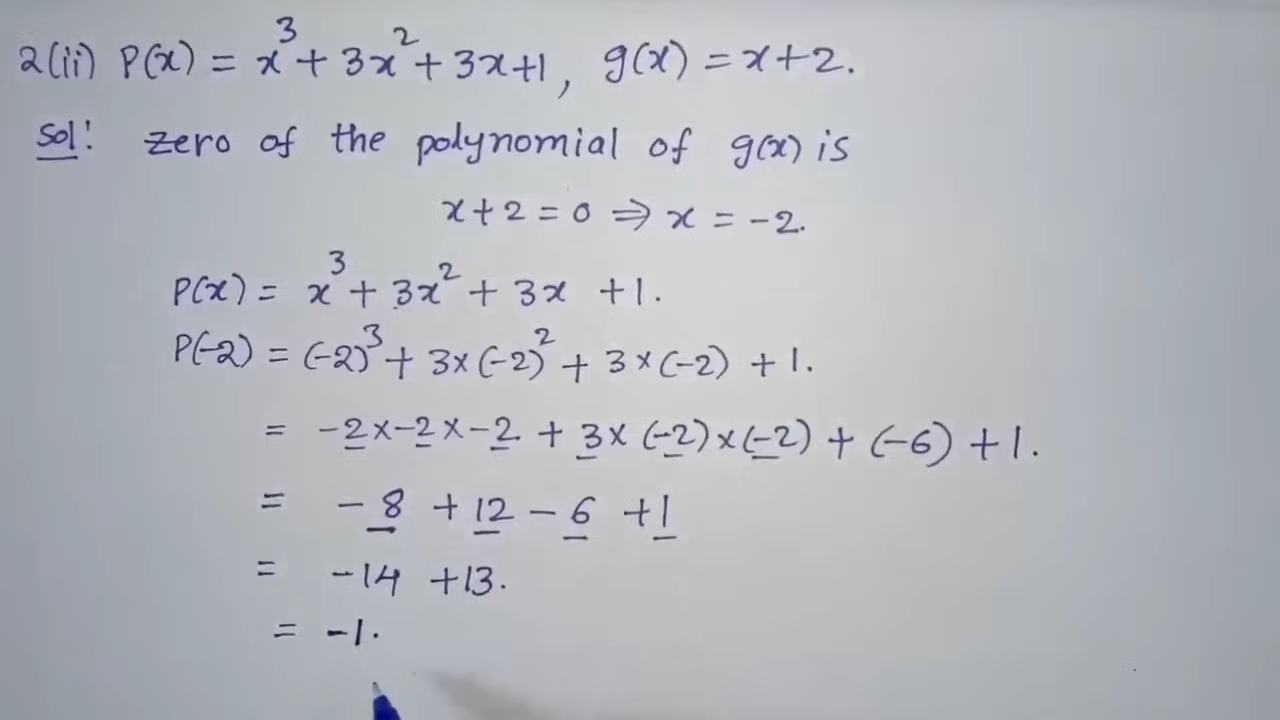 2(ii) P(x) = x³ + 3x² + 3x+1, g(x) = x+2.
Sol: zero of the polynomial of g(x) is
x+2 = 0 ⇒ x = -2.
P(x) = x³ + 3x² + 3x +1.
P(-2) = (-2)³ + 3×(-2)² + 3×(-2) + 1.
= -2×-2×-2 + 3×(-2)×(-2) + (-6) +1.
= -8 +12 -6 +1
= -14 +13.
= -1.